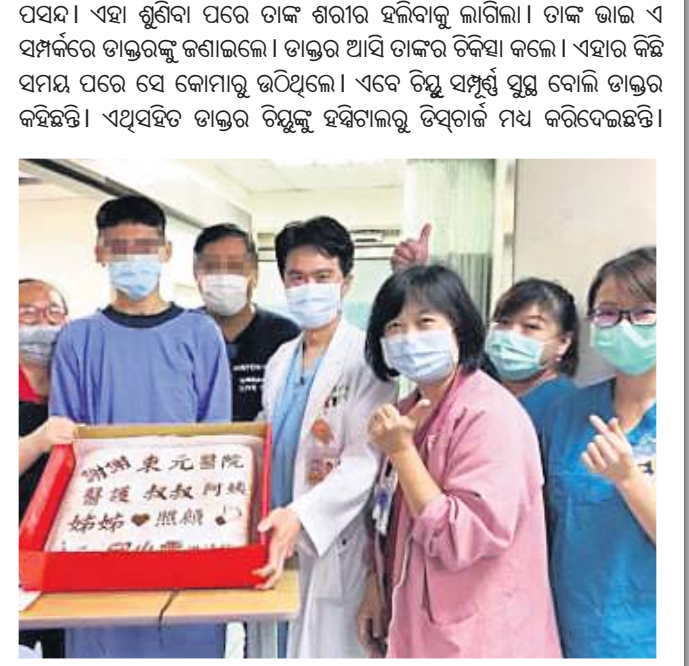 ପସନ୍ଦ। ଏହା ଶୁଣିବା ପରେ ତାଙ୍କ ଶରୀର ହଲିବାକୁ ଲାଗିଲା। ତାଙ୍କ ଭାଇ ଏ
ସମ୍ପର୍କରେ ଡାକ୍ତରଙ୍କୁ ଜଣାଇଲେ। ଡାକ୍ତର ଆସି ତାଙ୍କର ଚିକିତ୍ସା କଲେ। ଏହାର କିଛି
ସମୟ ପରେ ସେ କୋମାରୁ ଉଠିଥିଲେ। ଏବେ ଚିୟୁ ସମ୍ପୂର୍ଣ୍ଣ ସୁସ୍ଥ ବୋଲି ଡାକ୍ତର
କହିଛନ୍ତି। ଏଥିସହିତ ଡାକ୍ତର ଚିୟୁଙ୍କୁ ହସ୍ପିଟାଲରୁ ଡିସ୍‌ଚାର୍ଜ ମଧ୍ୟ କରିଦେଇଛନ୍ତି।
謝謝 東元醫院
醫護 叔叔 阿姨
姊姊 ❤ 照顧